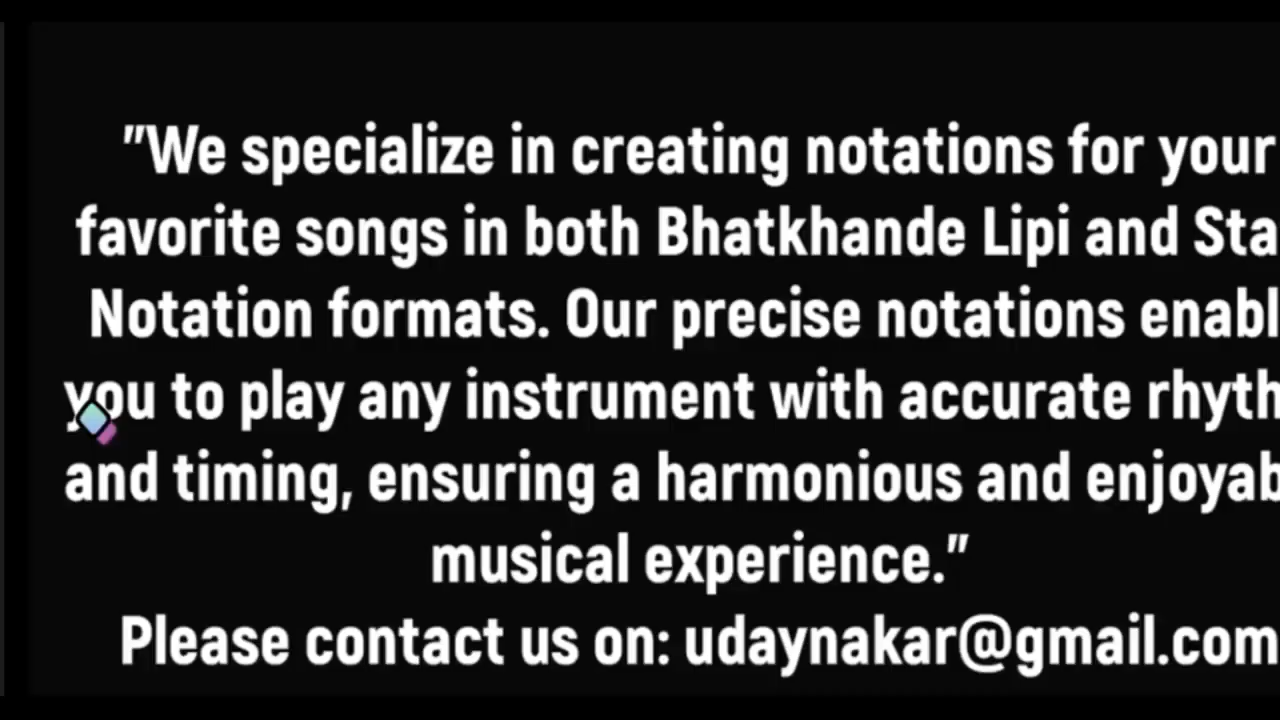 "We specialize in creating notations for your
favorite songs in both Bhatkhande Lipi and Sta
Notation formats. Our precise notations enabl
you to play any instrument with accurate rhyth
and timing, ensuring a harmonious and enjoyab
musical experience."
Please contact us on: udaynakar@gmail.com